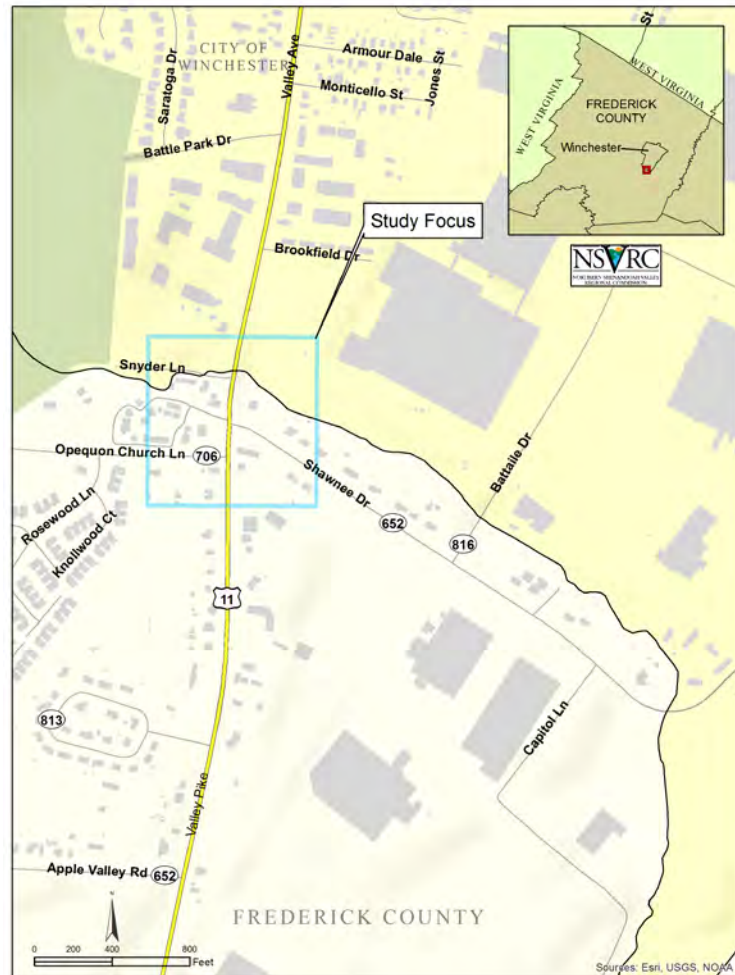 CITY OF
WINCHESTER
Saratoga Dr
Valley Ave
Armour Dale
Jones St
Monticello St
Battle Park Dr
Study Focus
Brookfield Dr
St
WEST VIRGINIA
WEST VIRGINIA
FREDERICK
COUNTY
Winchester
NSVRC
NORTHERN SHENANDOAH VALLEY
REGIONAL COMMISSION
Snyder Ln
Opequon Church Ln
706
Shawnee Dr
Battaile Dr
Rosewood Ln
Knollwood Ct
652
816
11
813
Capitol Ln
Valley Pike
Apple Valley Rd
652
FREDERICK COUNTY
N
0 200 400 800
Feet
Sources: Esri, USGS, NOAA